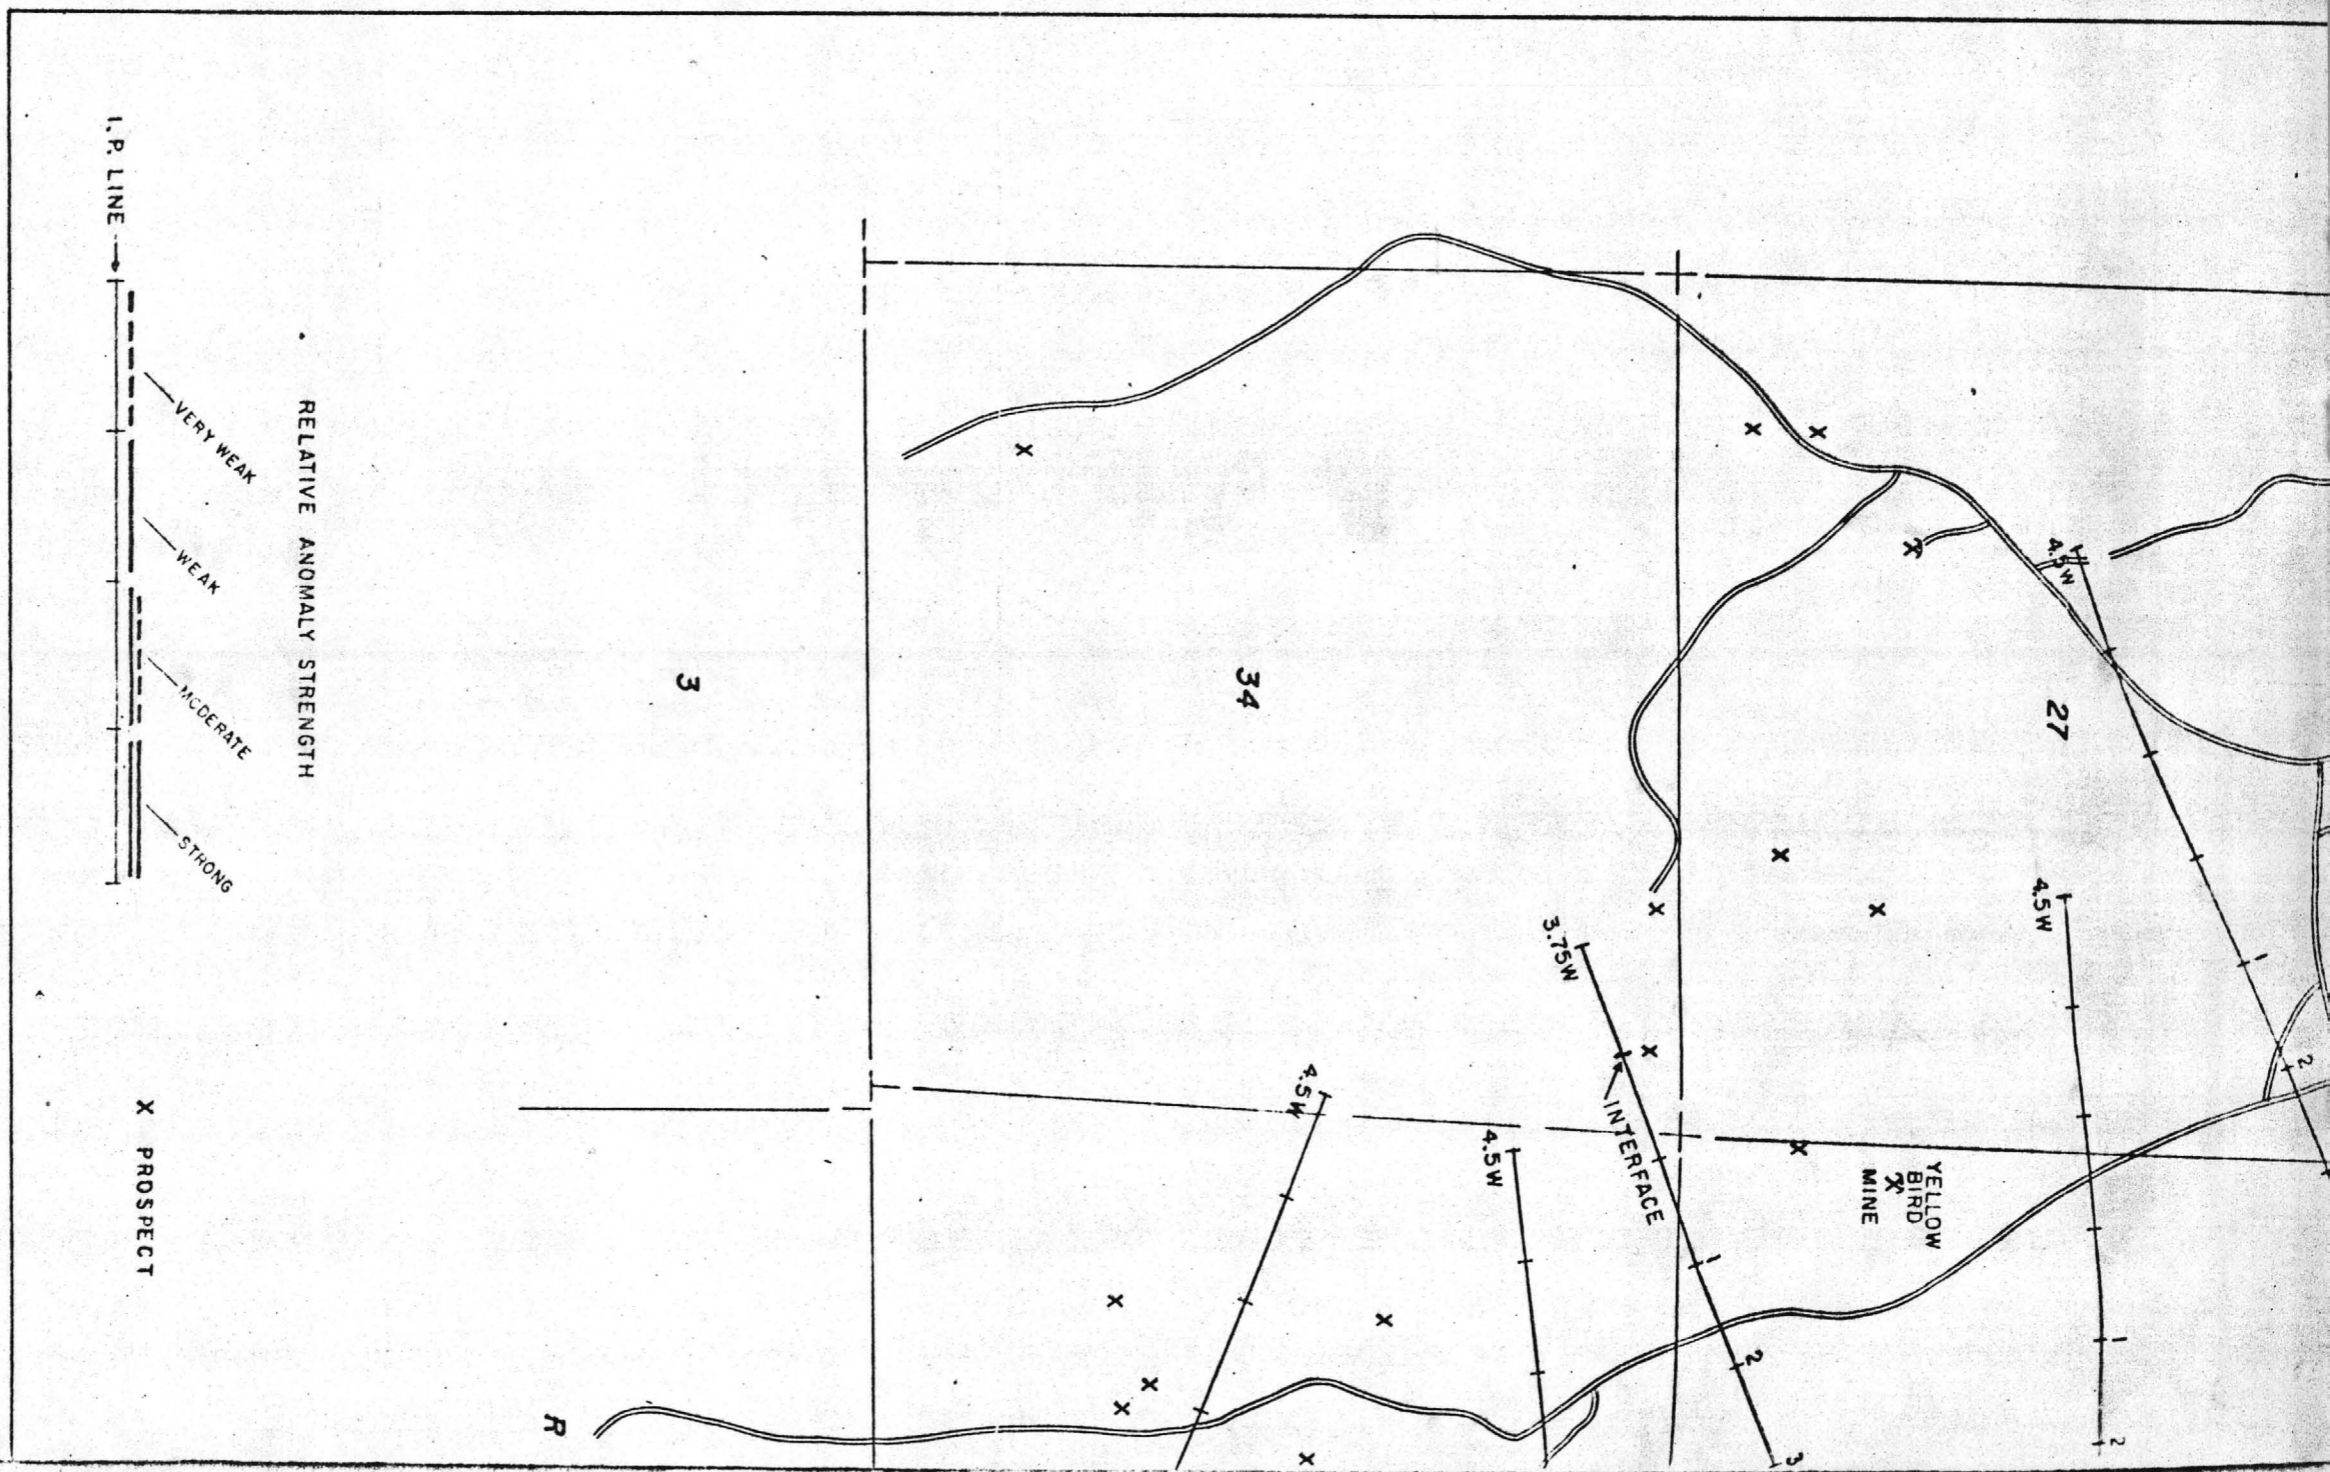 I. P. LINE
VERY WEAK
WEAK
MODERATE
STRONG
RELATIVE ANOMALY STRENGTH
X PROSPECT
3
34
27
R
4.5W
4.5W
3.75W
4.5W
4.5W
INTERFACE
YELLOW
BIRD
MINE
1
2
1
2
1
2
3